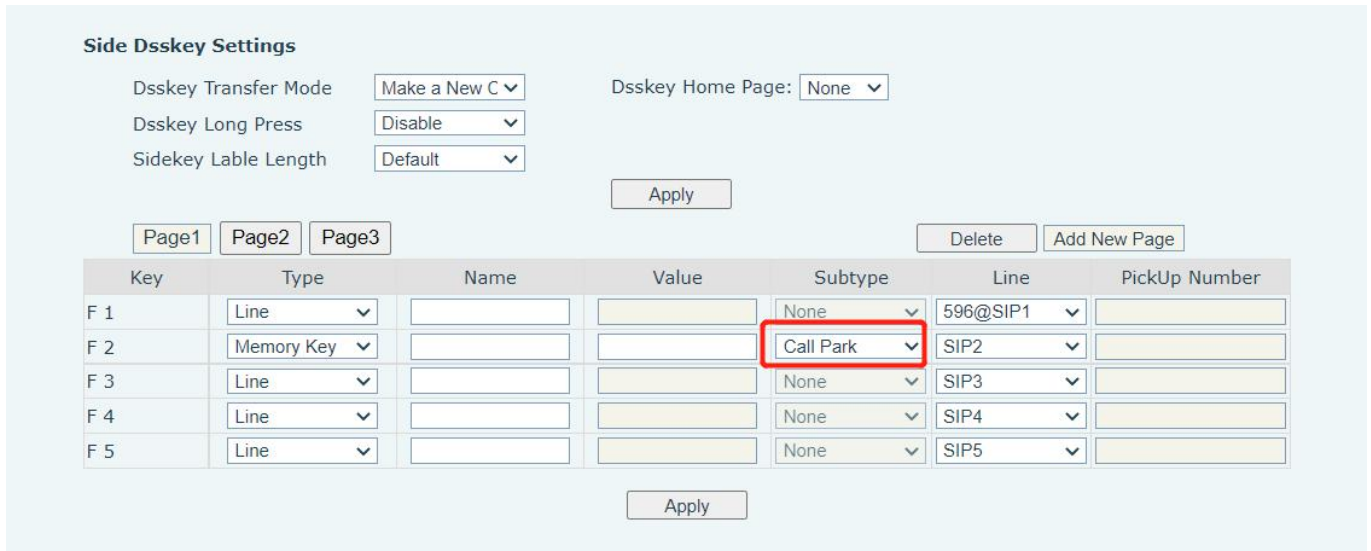 Side Dsskey Settings
Dsskey Transfer Mode Make a New C Dsskey Home Page: None
Dsskey Long Press Disable
Sidekey Lable Length Default
Apply
Page1 Page2 Page3 Delete Add New Page
Key Type Name Value Subtype Line PickUp Number
F 1 Line None 596@SIP1
F 2 Memory Key Call Park SIP2
F 3 Line None SIP3
F 4 Line None SIP4
F 5 Line None SIP5
Apply